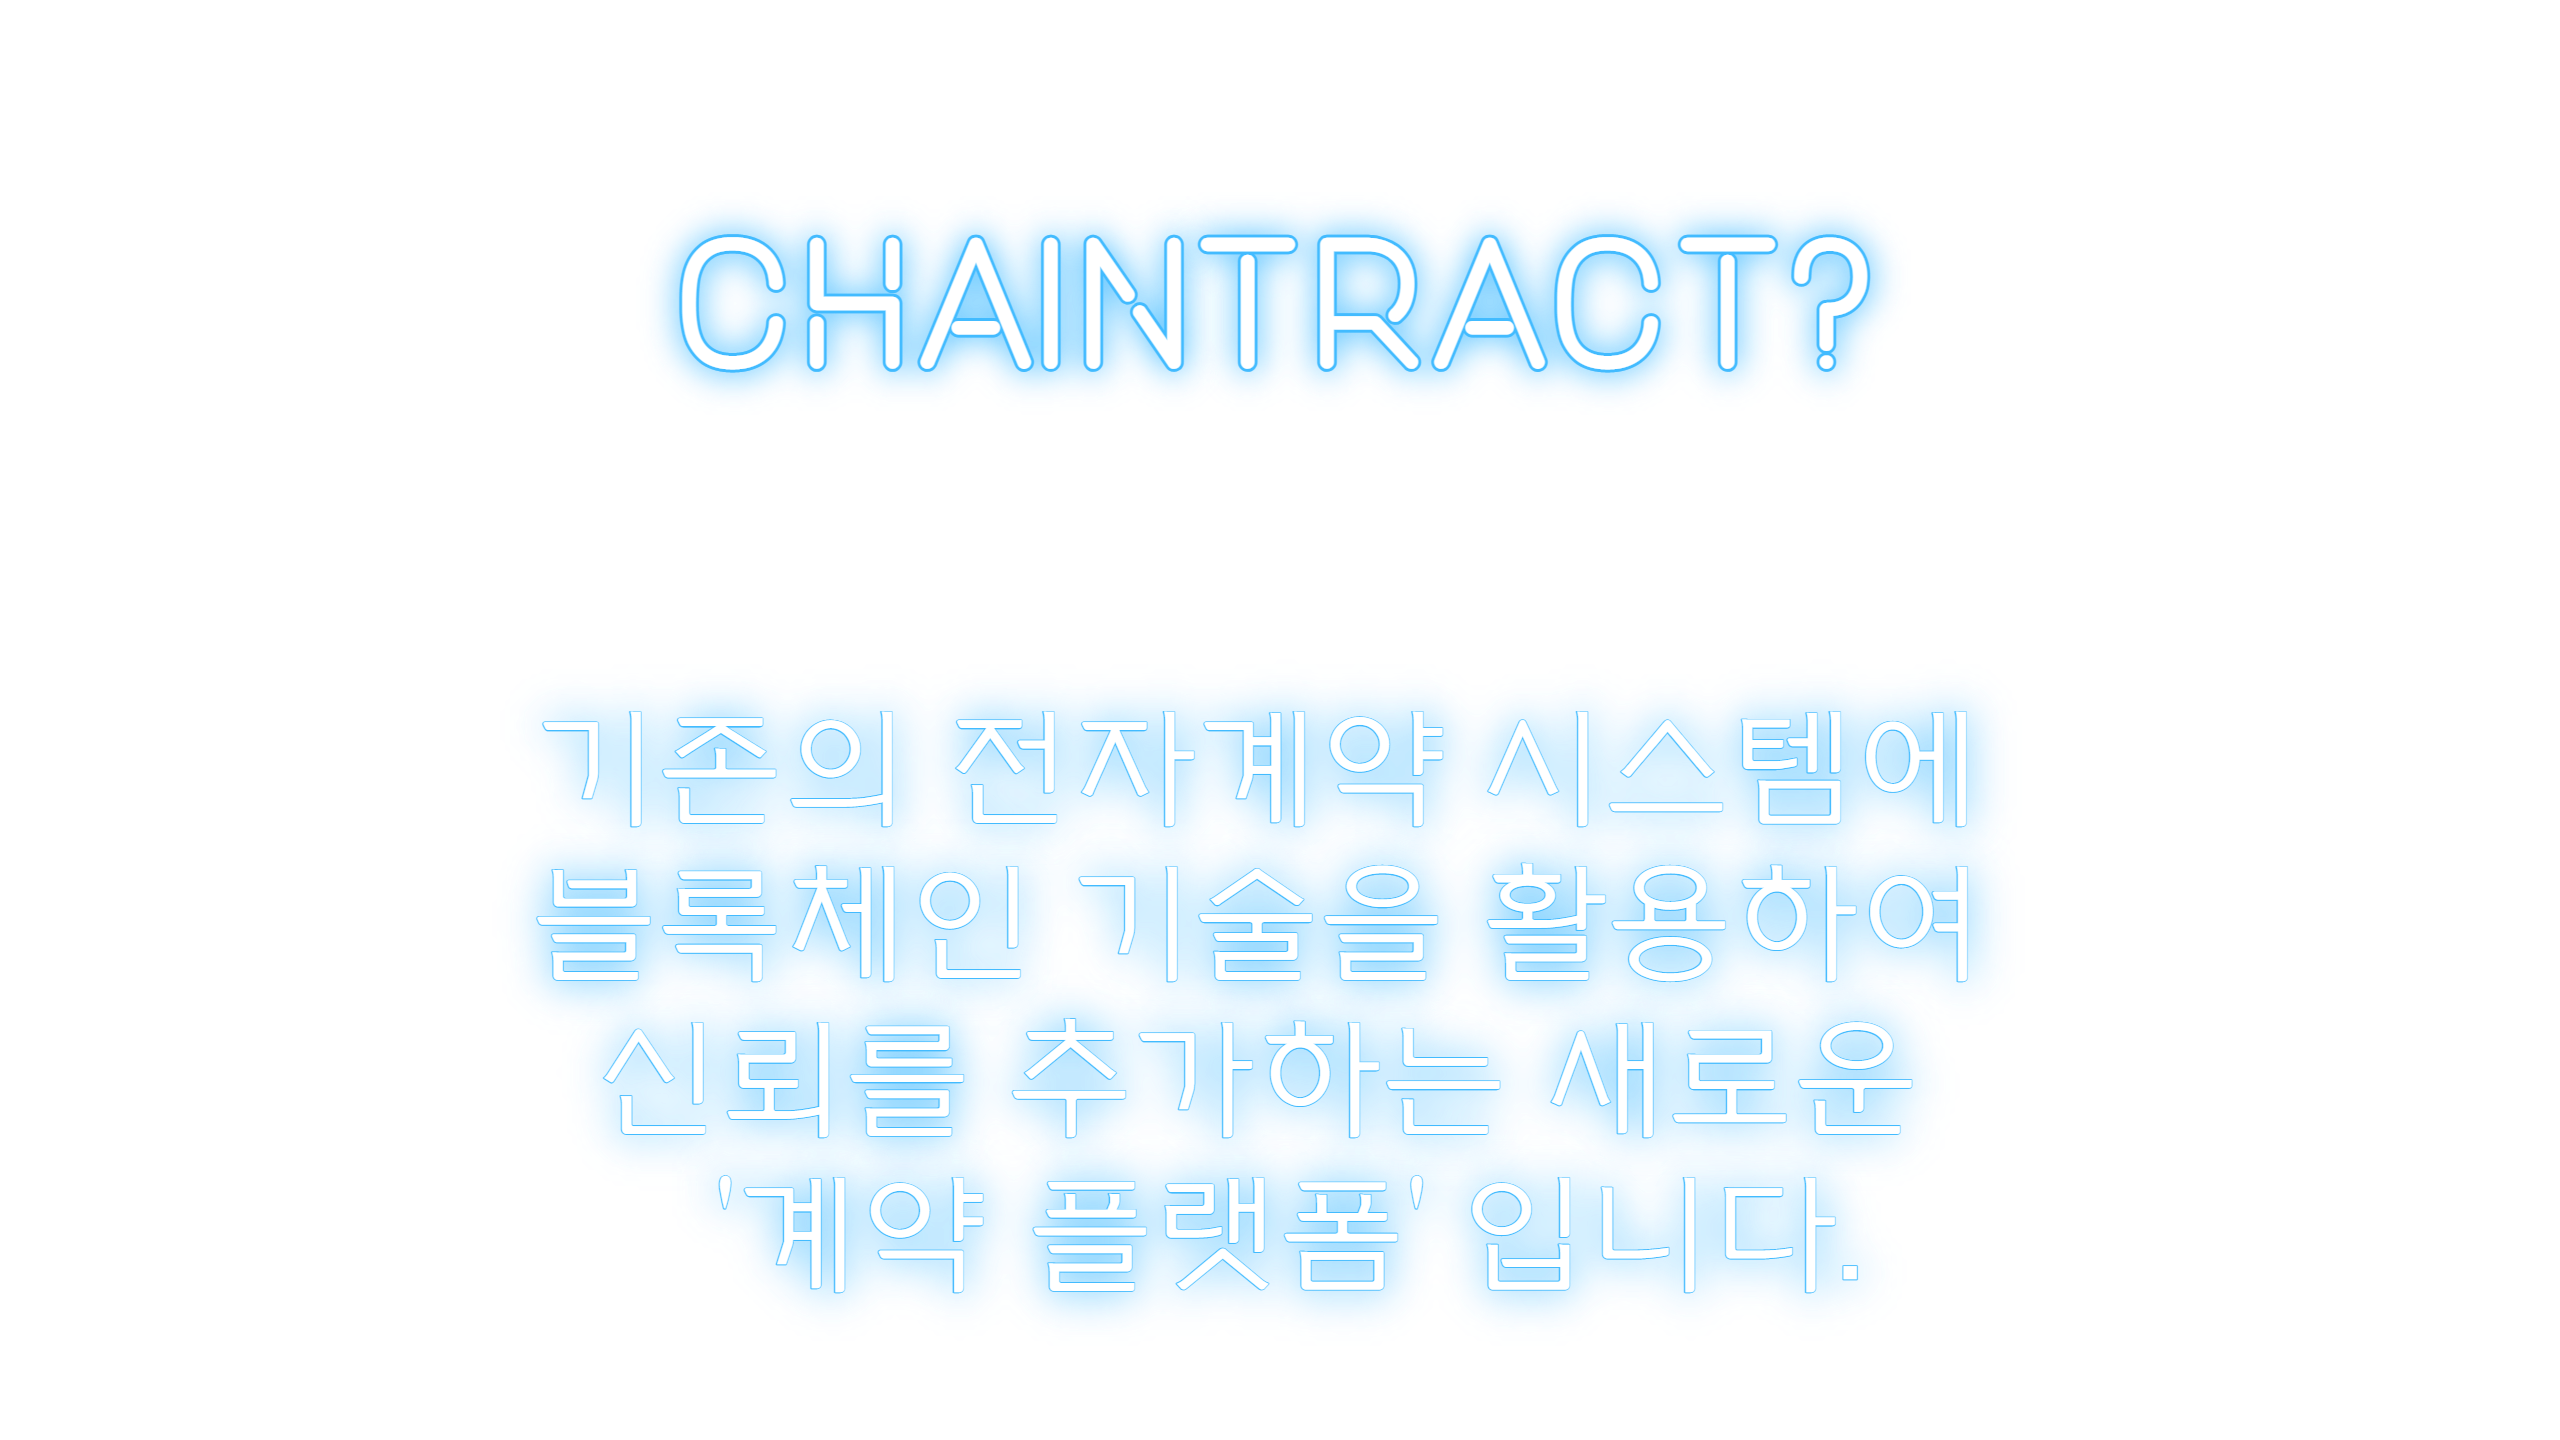 CHAINTRACT?
기존의 전자계약 시스템에
블록체인 기술을 활용하여
신뢰를 추가하는 새로운
'계약 플랫폼' 입니다.